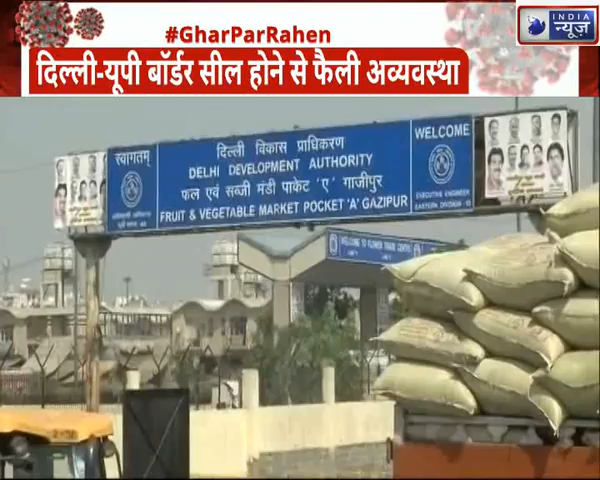 #GharParRahen
INDIA
न्यूज़
दिल्ली-यूपी बॉर्डर सील होने से फैली अव्यवस्था
स्वागतम्
दिल्ली विकास प्राधिकरण
DELHI DEVELOPMENT AUTHORITY
फल एवं सब्जी मंडी पाकेट 'ए' गाजीपुर
FRUIT & VEGETABLE MARKET POCKET 'A' GAZIPUR
WELCOME
EXECUTIVE ENGINEER
EASTERN DIVISION
WELCOME TO FLOWER TRADE CENTRE